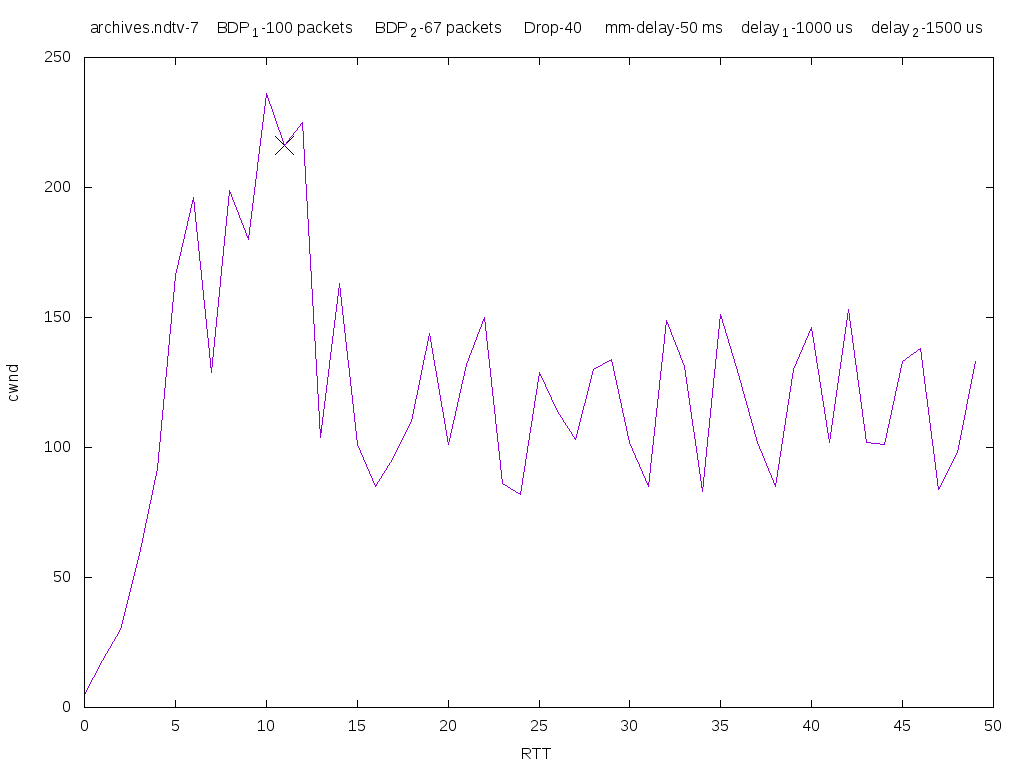 archives.ndtv-7 BDP1-100 packets BDP2-67 packets Drop-40 mm-delay-50 ms delay1-1000 us delay2-1500 us
250
200
150
100
50
0
cwnd
0 5 10 15 20 25 30 35 40 45 50
RTT